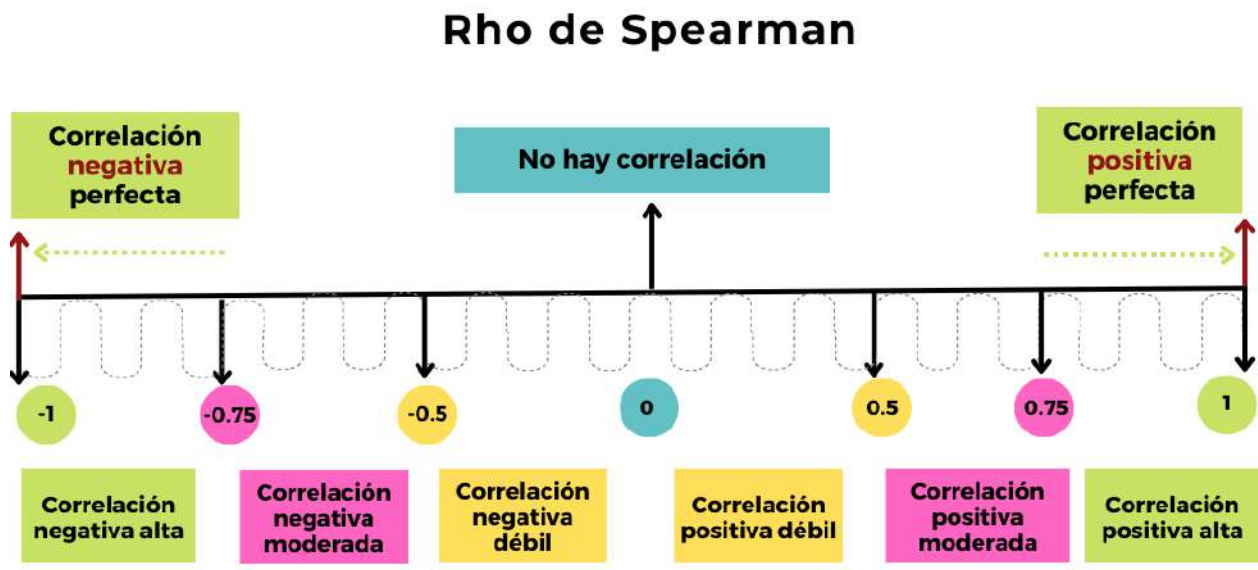 Rho de Spearman
Correlación
negativa
perfecta
No hay correlación
Correlación
positiva
perfecta
-1
-0.75
-0.5
0
0.5
0.75
1
Correlación
negativa alta
Correlación
negativa
moderada
Correlación
negativa
débil
Correlación
positiva débil
Correlación
positiva
moderada
Correlación
positiva alta